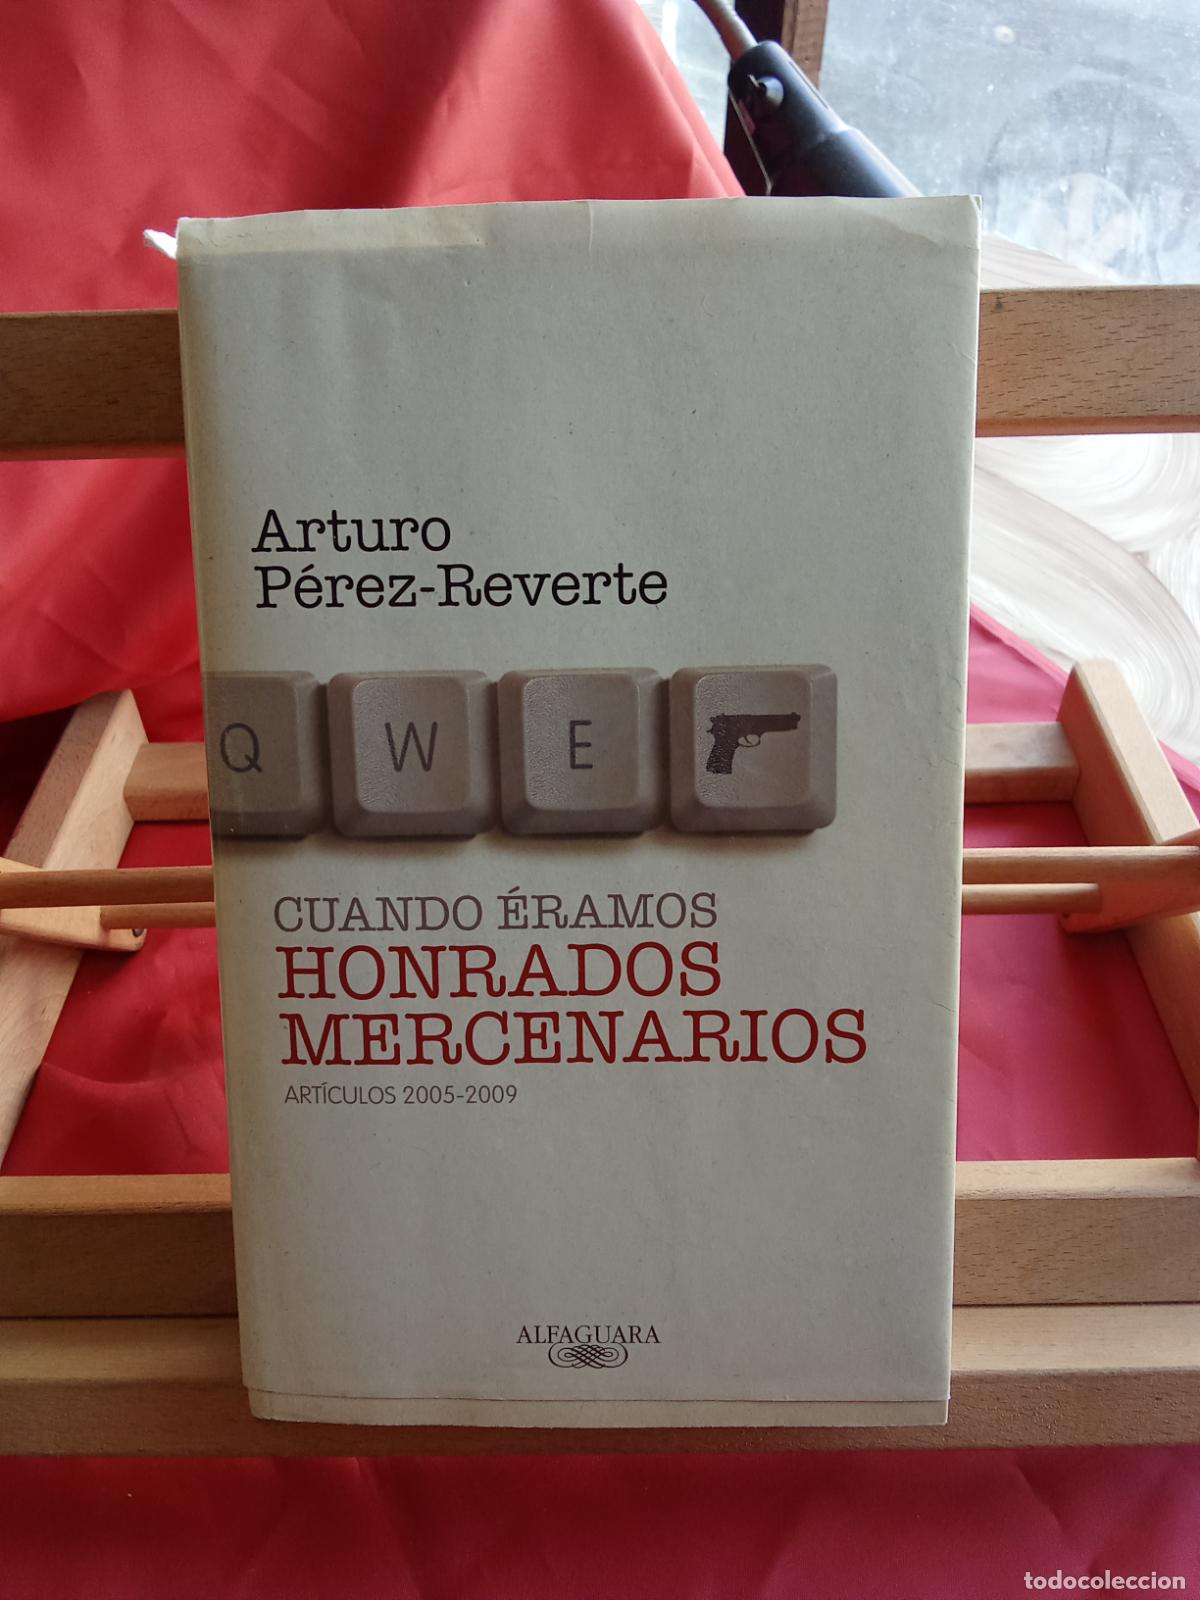 Arturo
Pérez-Reverte
Q W E
CUANDO ÉRAMOS
HONRADOS
MERCENARIOS
ARTÍCULOS 2005-2009
ALFAGUARA
todocoleccion